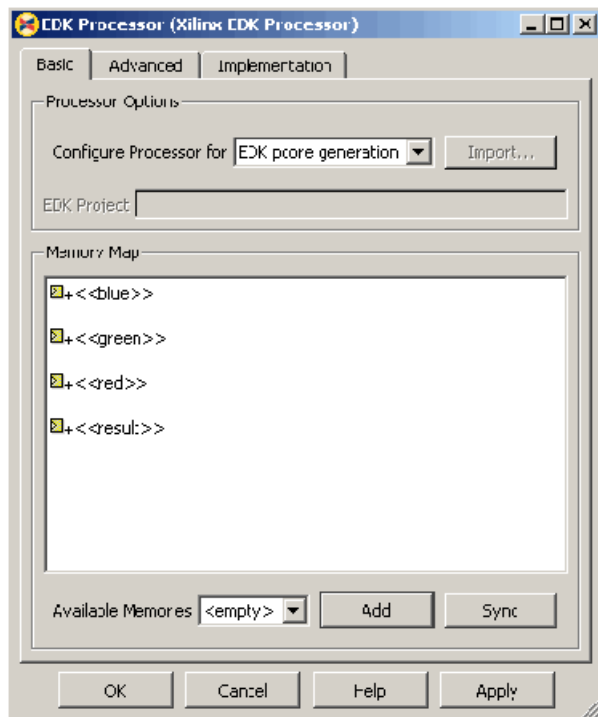 EDK Processor (Xilinx EDK Processor)
Basic Advanced Implementation
Processor Options
Configure Processor for EDK pcore generation Import...
EDK Project
Memory Map
+<<blue>>
+<<green>>
+<<red>>
+<<result>>
Available Memories <empty> Add Sync
OK Cancel Help Apply